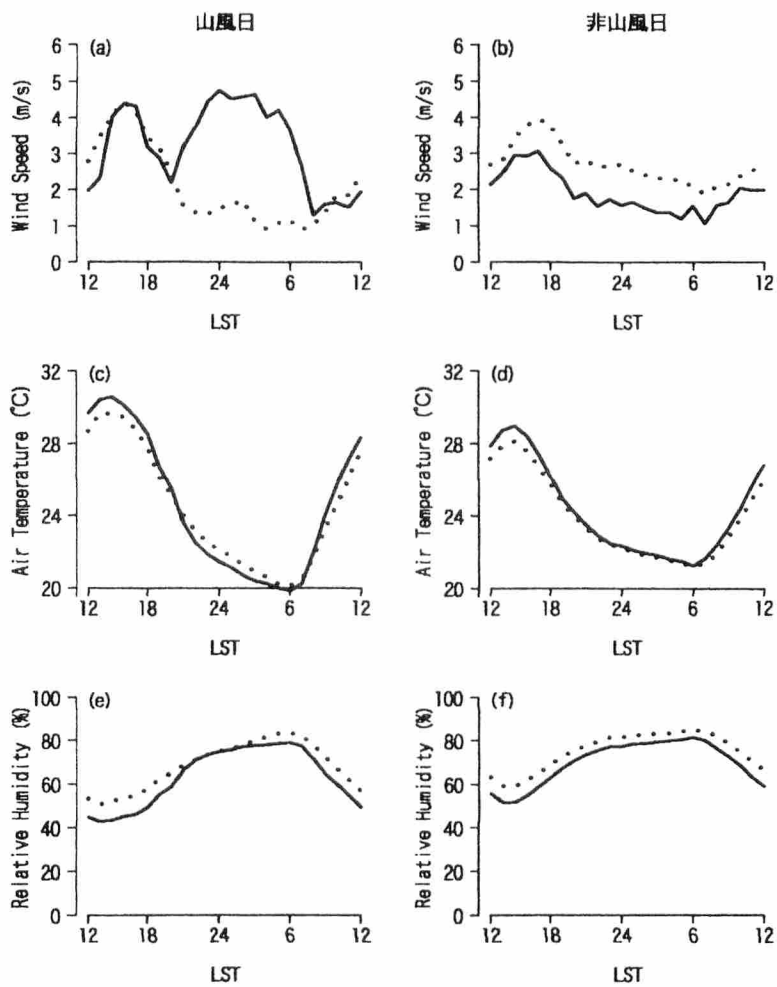 山風日
非山風日
(a)
Wind Speed (m/s)
6
5
4
3
2
1
0
12 18 24 6 12
LST
(b)
Wind Speed (m/s)
6
5
4
3
2
1
0
12 18 24 6 12
LST
(c)
Air Temperature (℃)
32
28
24
20
12 18 24 6 12
LST
(d)
Air Temperature (℃)
32
28
24
20
12 18 24 6 12
LST
(e)
Relative Humidity (%)
100
80
60
40
20
0
12 18 24 6 12
LST
(f)
Relative Humidity (%)
100
80
60
40
20
0
12 18 24 6 12
LST